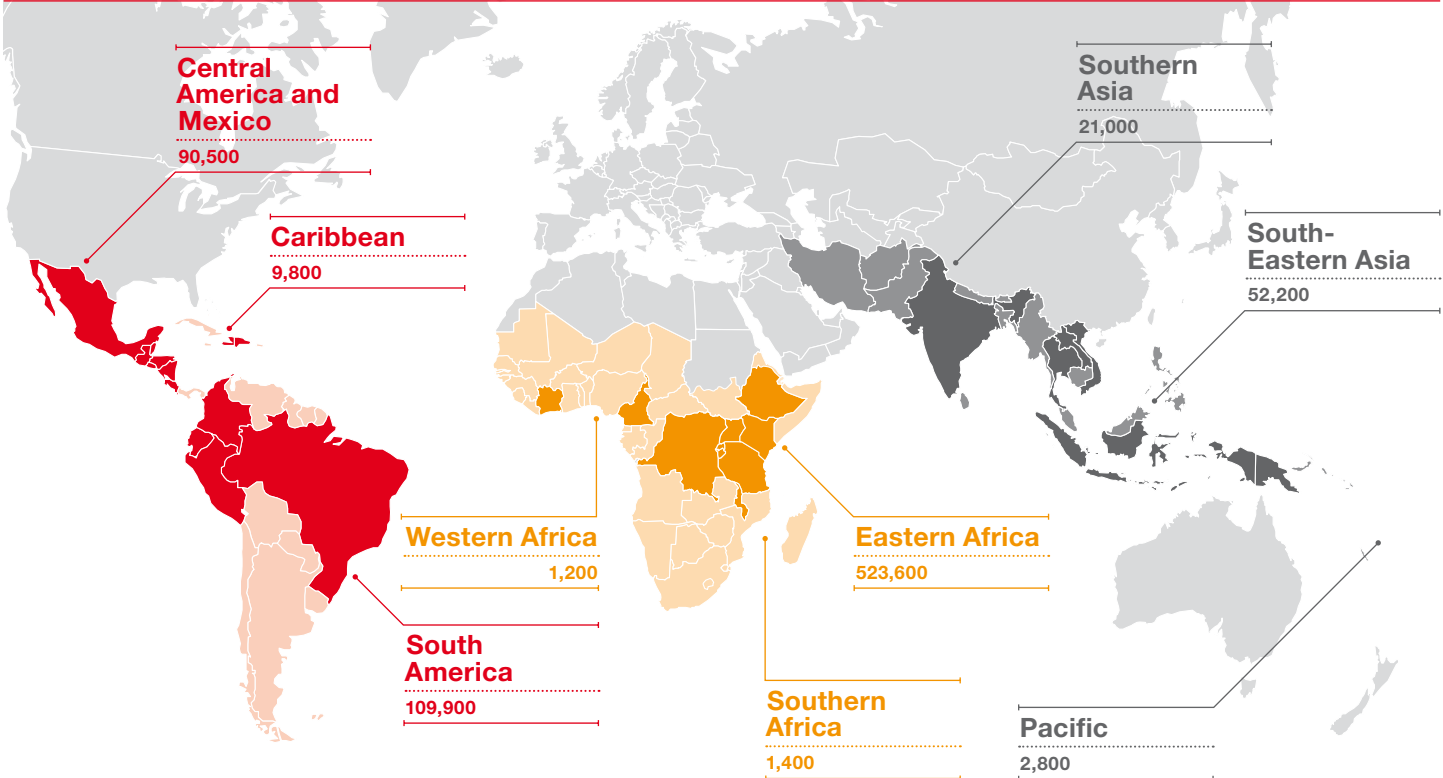 Central
America and
Mexico
90,500
Caribbean
9,800
South
America
109,900
Western Africa
1,200
Eastern Africa
523,600
Southern
Africa
1,400
Southern
Asia
21,000
South-
Eastern Asia
52,200
Pacific
2,800